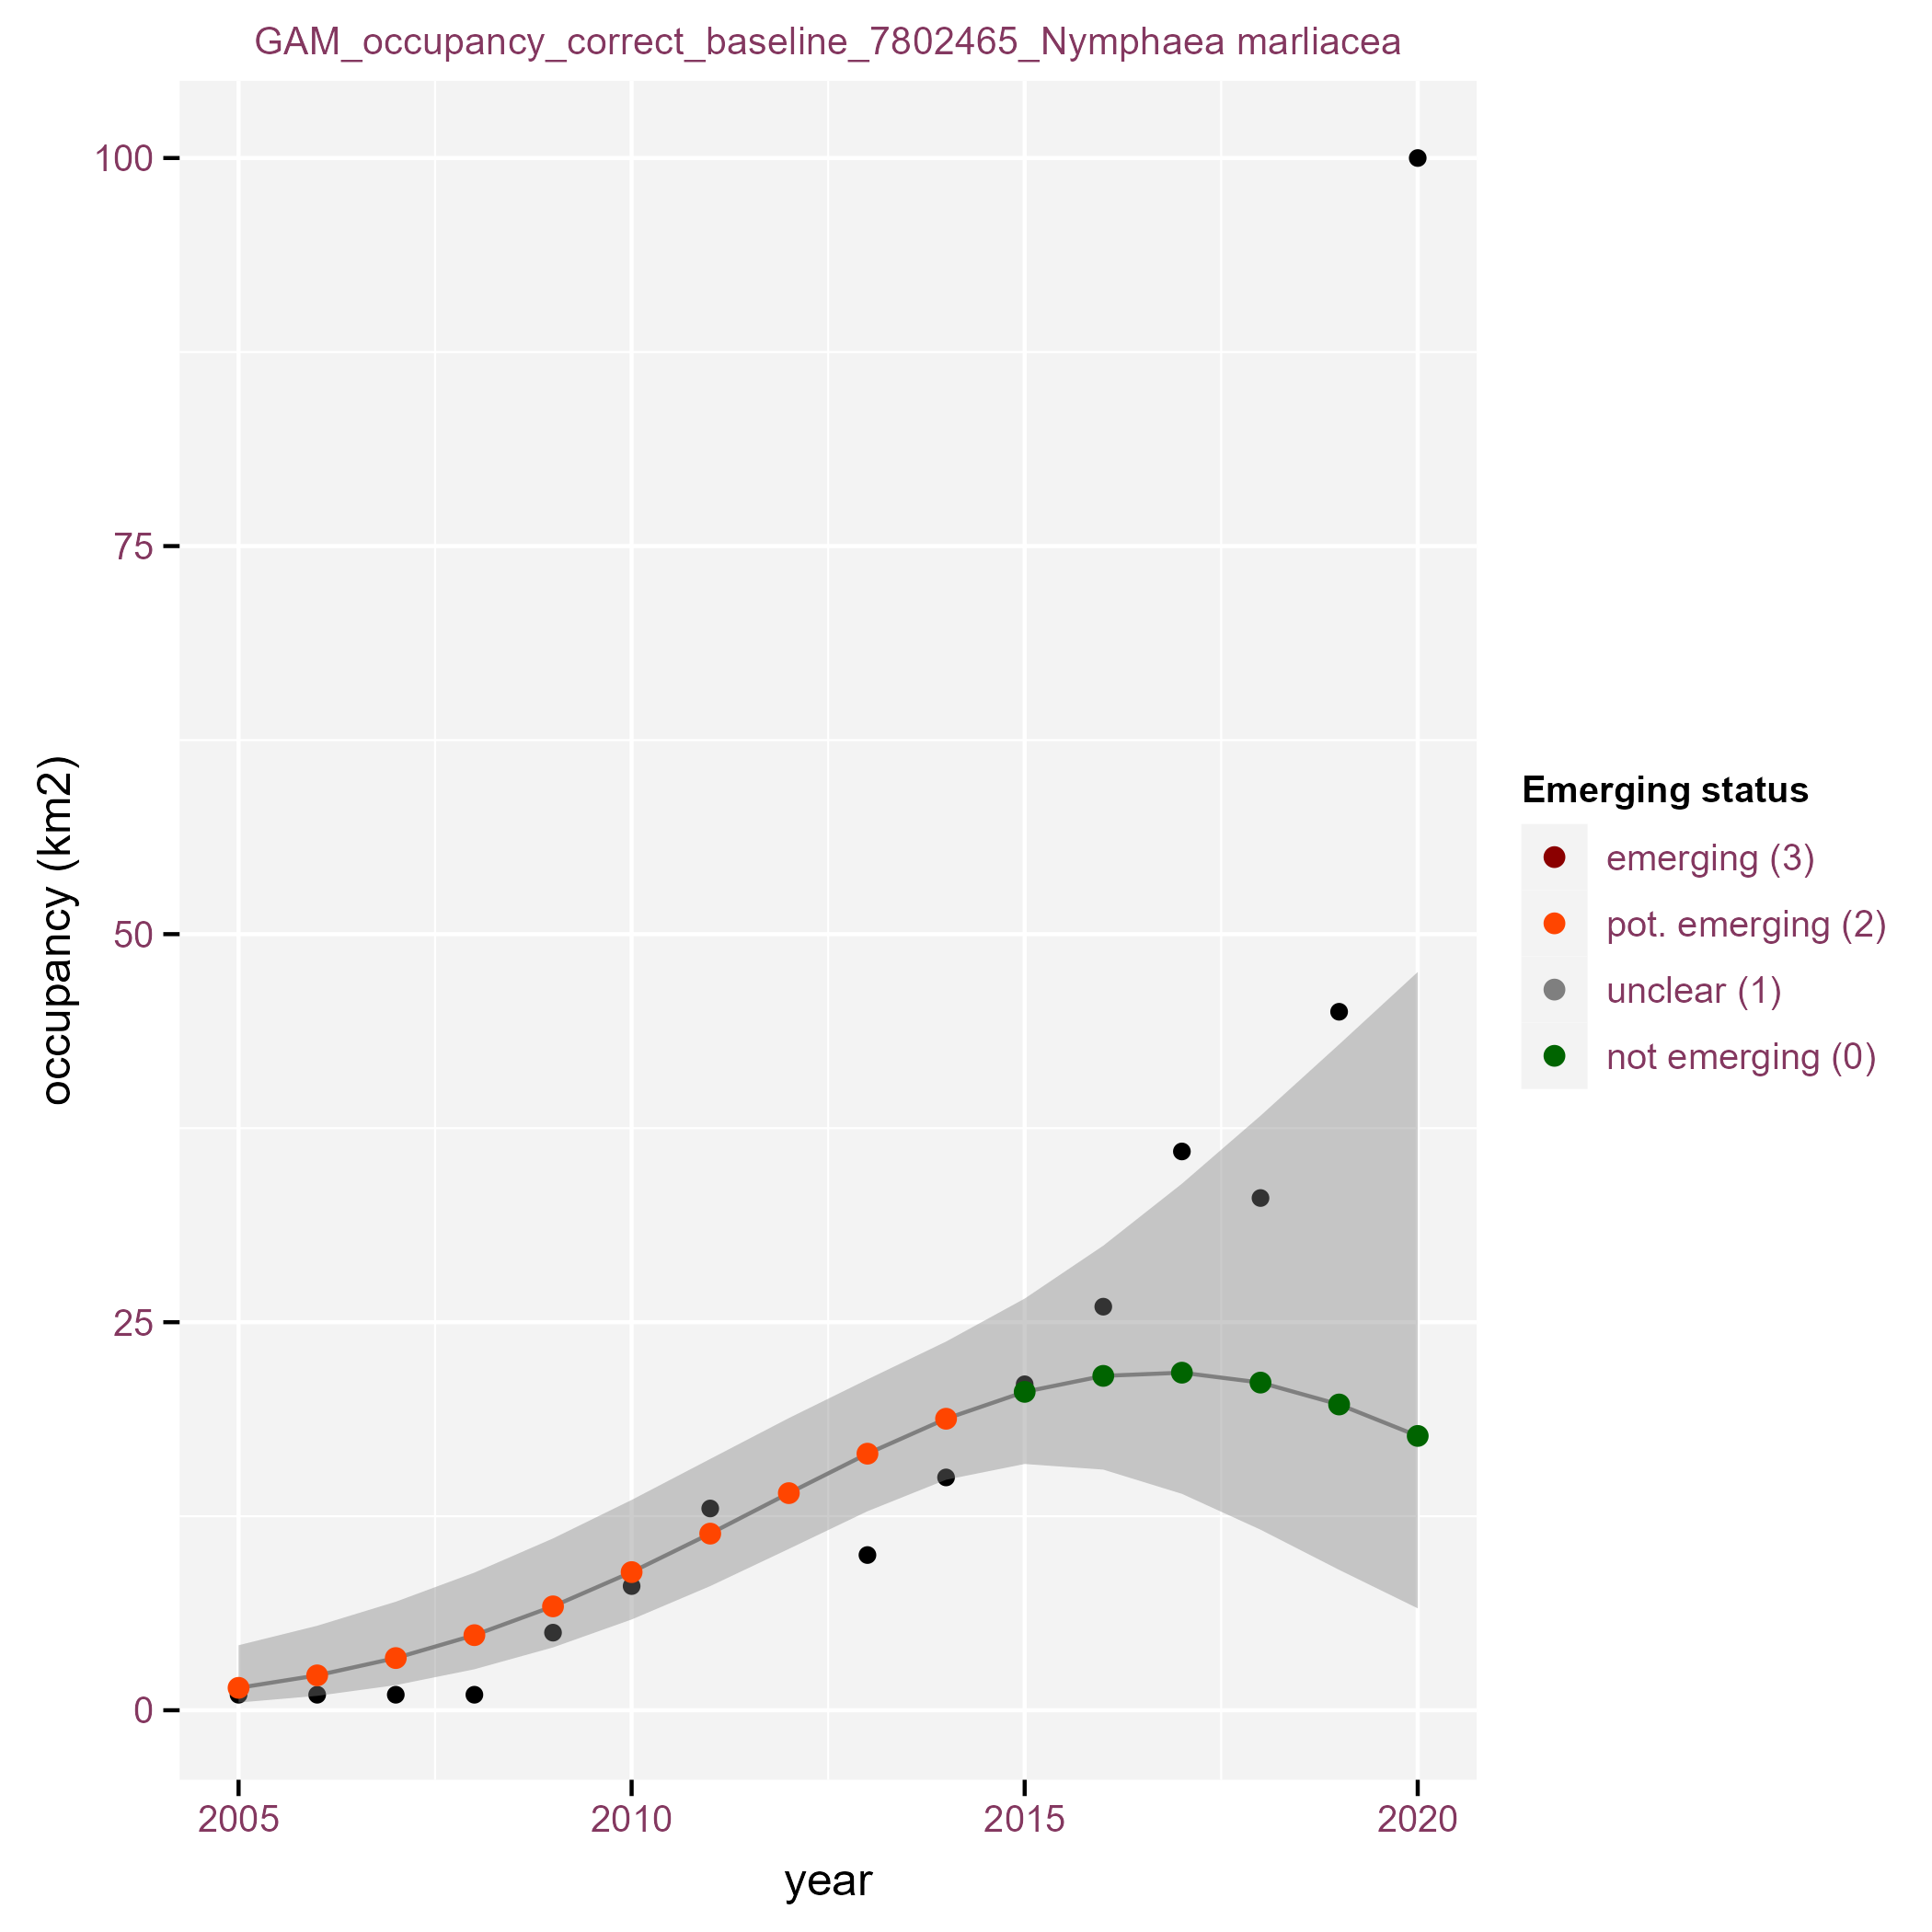 GAM_occupancy_correct_baseline_7802465_Nymphaea marliacea
100
75
50
25
0
occupancy (km2)
2005 2010 2015 2020
year
Emerging status
emerging (3)
pot. emerging (2)
unclear (1)
not emerging (0)